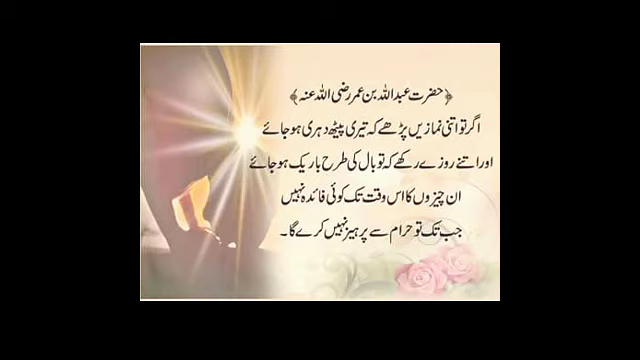 ﴿حضرت عبداللہ بن عمر رضی اللہ عنہ﴾
اگر تو اتنی نمازیں پڑھے کہ تیری پیٹھ دہری ہو جائے
اور اتنے روزے رکھے کہ تو بال کی طرح باریک ہو جائے
ان چیزوں کا اس وقت تک کوئی فائدہ نہیں
جب تک تو حرام سے پرہیز نہیں کرے گا۔